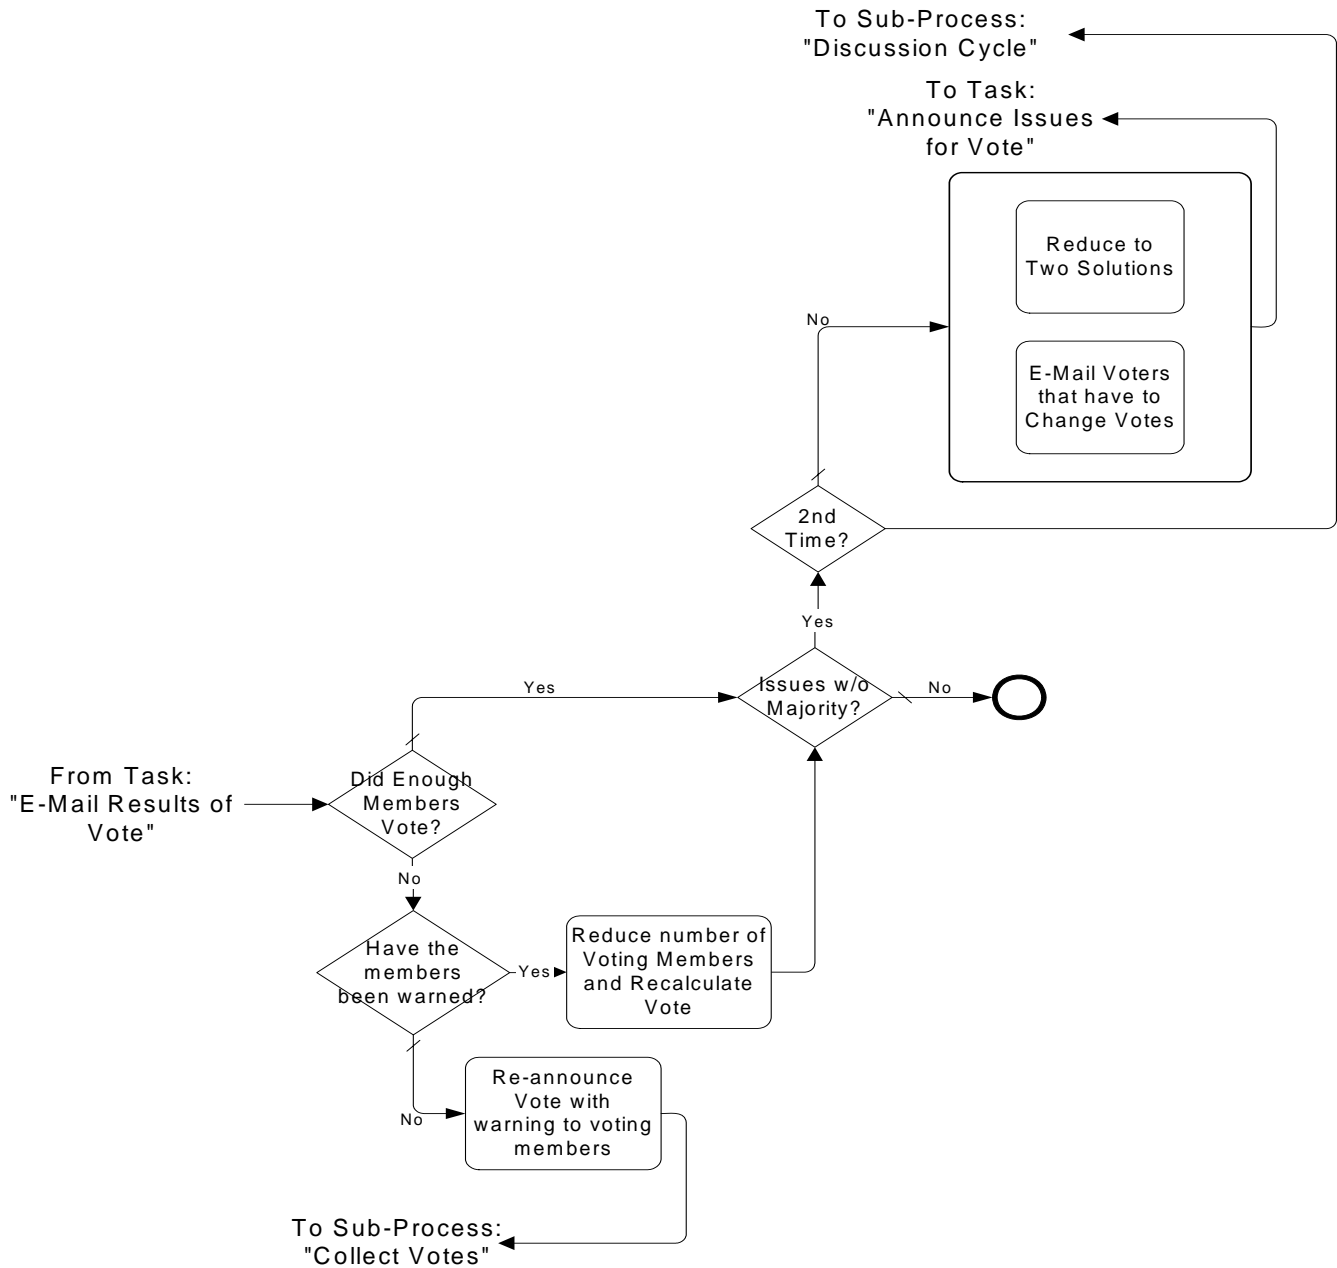 To Sub-Process:
"Discussion Cycle"
To Task:
"Announce Issues
for Vote"
Reduce to
Two Solutions
No
E-Mail Voters
that have to
Change Votes
2nd
Time?
Yes
Issues w/o
Majority?
No
Yes
From Task:
"E-Mail Results of
Vote"
Did Enough
Members
Vote?
No
Have the
members
been warned?
Yes
Reduce number of
Voting Members
and Recalculate
Vote
No
Re-announce
Vote with
warning to voting
members
To Sub-Process:
"Collect Votes"